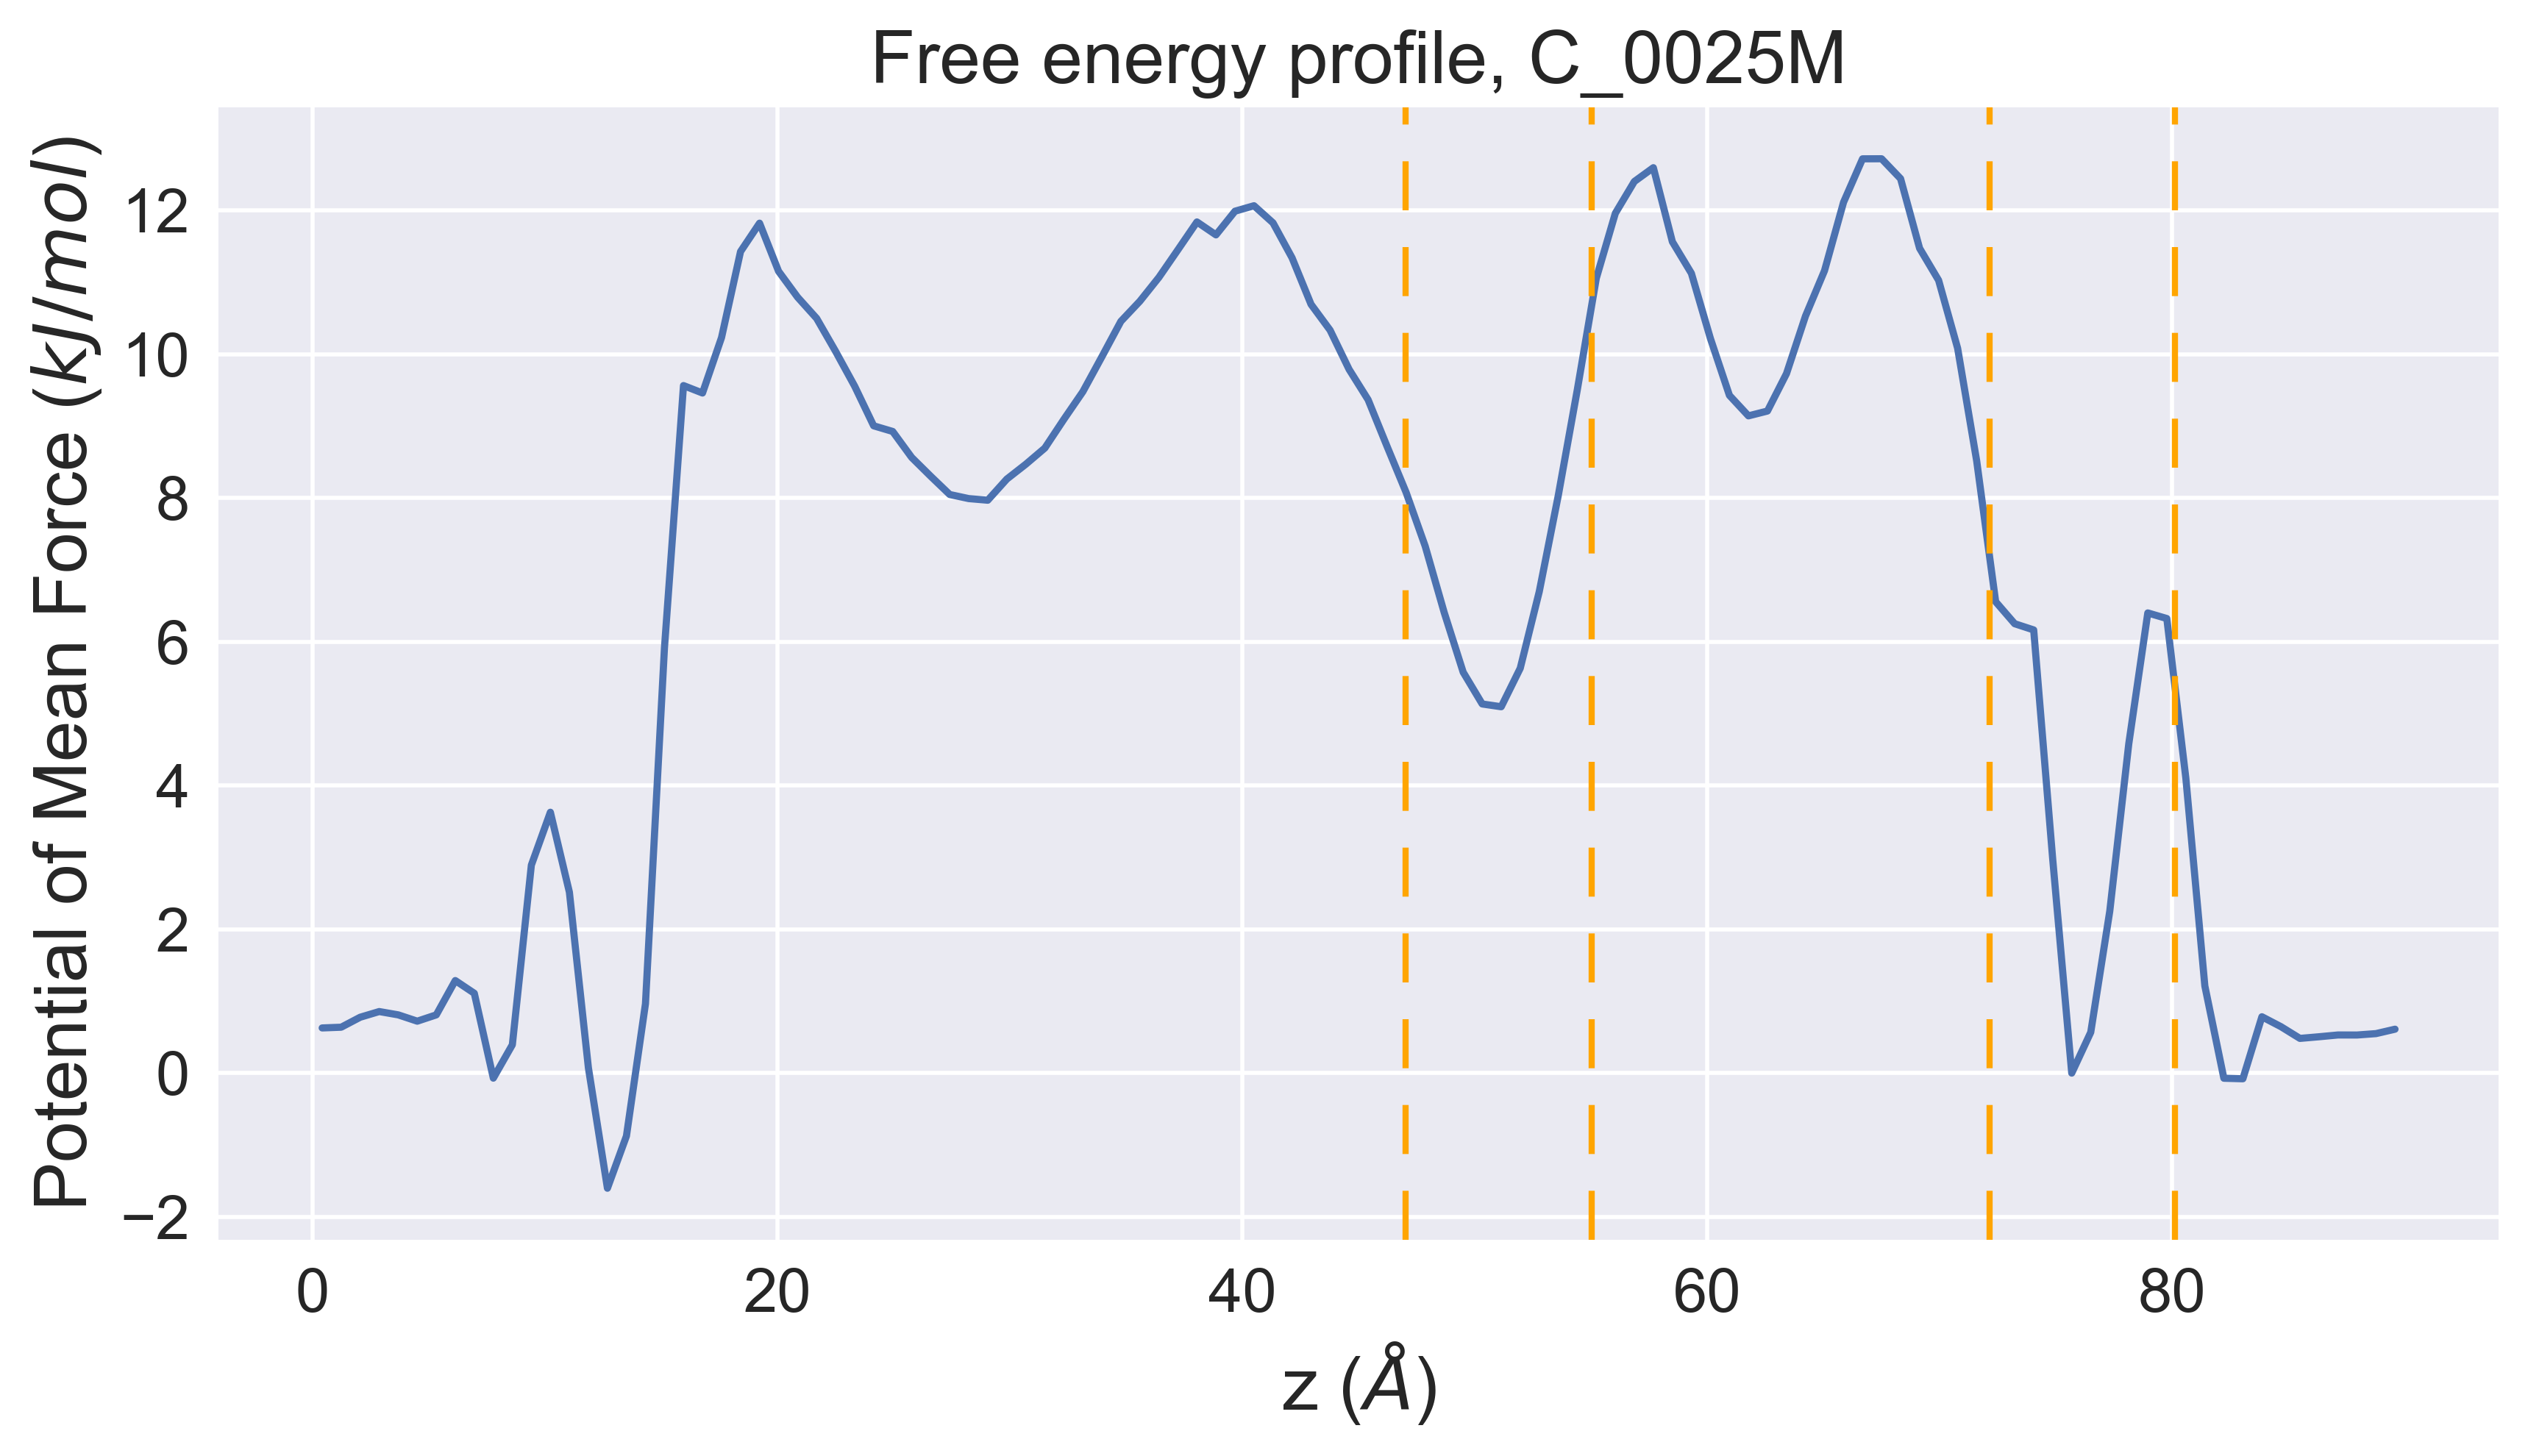 Free energy profile, C_0025M
Potential of Mean Force (kJ/mol)
12
10
8
6
4
2
0
−2
0 20 40 60 80
z (Å)